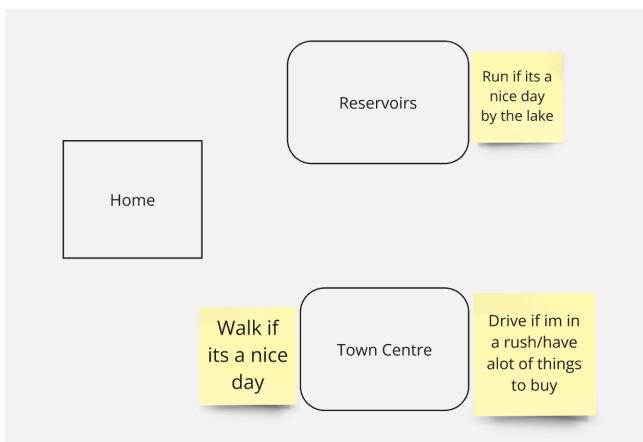 Reservoirs
Run if its a
nice day
by the lake
Home
Walk if
its a nice
day
Town Centre
Drive if im in
a rush/have
alot of things
to buy